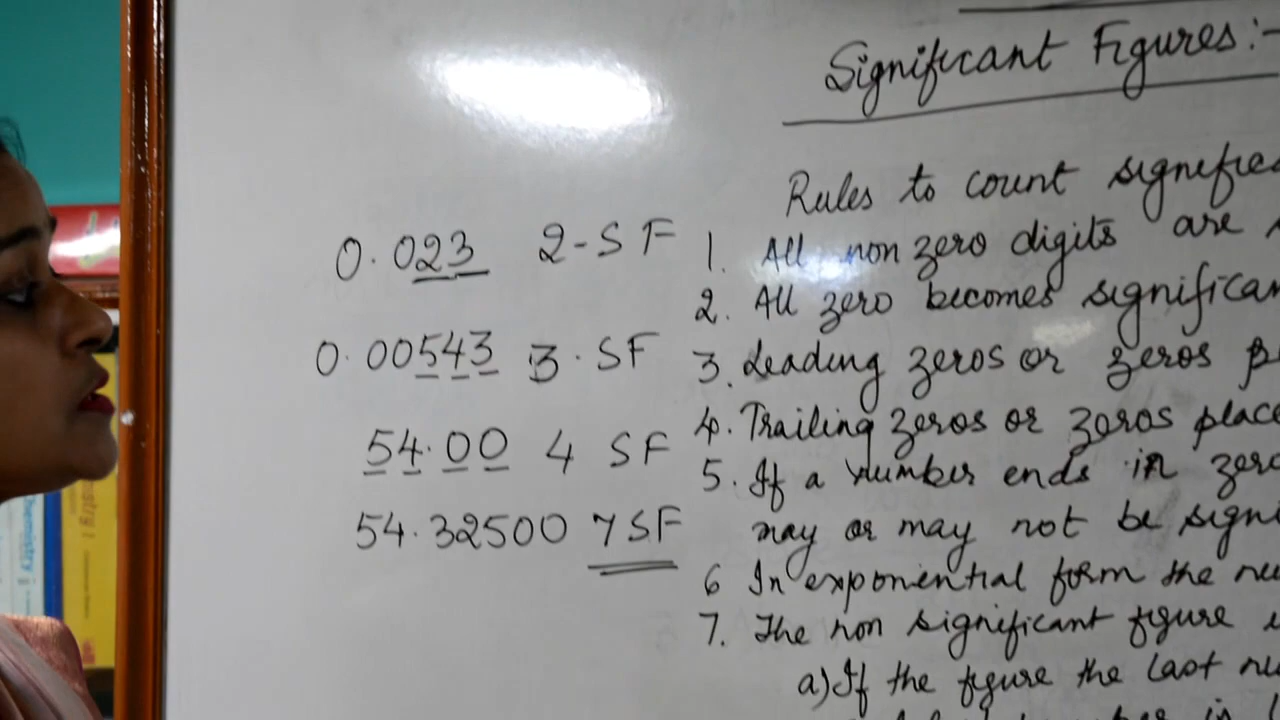 Significant Figures:-
Rules to count
0.023 2-SF
1. All non zero digits are
2. All zero becomes
0.00543 3.SF
3. Leading zeros or zeros
4. Trailing zeros or zeros
54.00 4 SF
5. If a number ends in
54.32500 7SF
may or may not be
6 In exponential form the
7. The non significant figure
a) If the figure the last